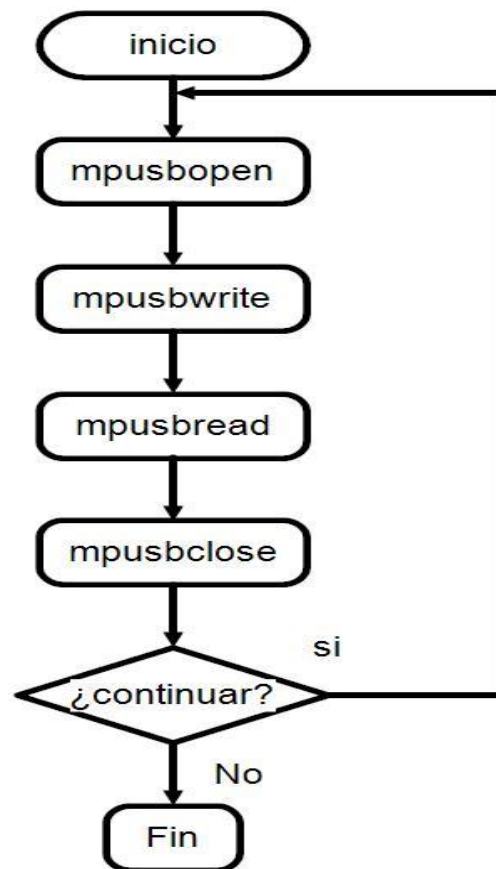 inicio
mpusbopen
mpusbwrite
mpusbread
mpusbclose
si
¿continuar?
No
Fin